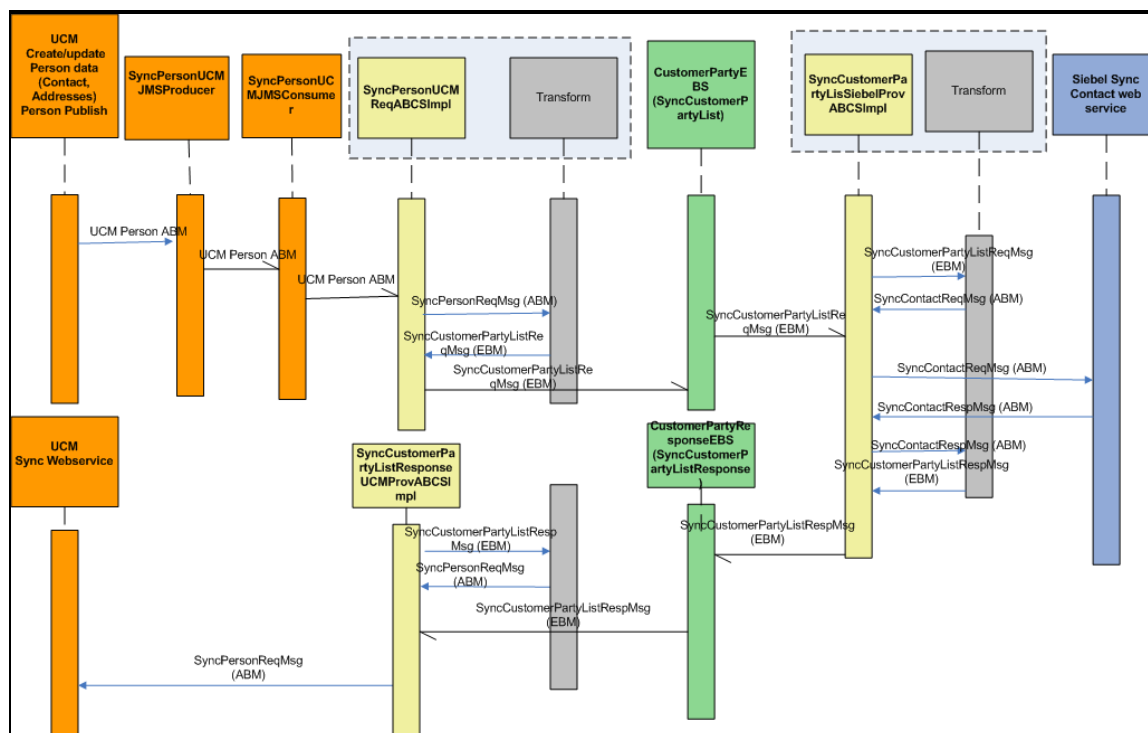 UCM
Create/update
Person data
(Contact,
Addresses)
Person Publish
SyncPersonUCM
JMSProducer
SyncPersonUC
MJMSConsume
r
SyncPersonUCM
ReqABCSImpl
Transform
CustomerPartyE
BS
(SyncCustomerP
artyList)
SyncCustomerPa
rtyLisSiebelProv
ABCSImpl
Transform
Siebel Sync
Contact web
service
UCM Person ABM
UCM Person ABM
UCM Person ABM
SyncPersonReqMsg (ABM)
SyncCustomerPartyListRe
qMsg (EBM)
SyncCustomerPartyListRe
qMsg (EBM)
SyncCustomerPartyListRe
qMsg (EBM)
SyncCustomerPartyListReqMsg
(EBM)
SyncContactReqMsg (ABM)
SyncContactReqMsg (ABM)
SyncContactRespMsg (ABM)
SyncContactRespMsg (ABM)
SyncCustomerPartyListRespMsg
(EBM)
UCM
Sync Webservice
SyncCustomerPa
rtyListResponse
UCMProvABCSI
mpl
CustomerPartyRe
sponseEBS
(SyncCustomerP
artyListResponse)
SyncCustomerPartyListRespMsg
(EBM)
SyncCustomerPartyListResp
Msg (EBM)
SyncPersonReqMsg
(ABM)
SyncCustomerPartyListRespMsg
(EBM)
SyncPersonReqMsg
(ABM)